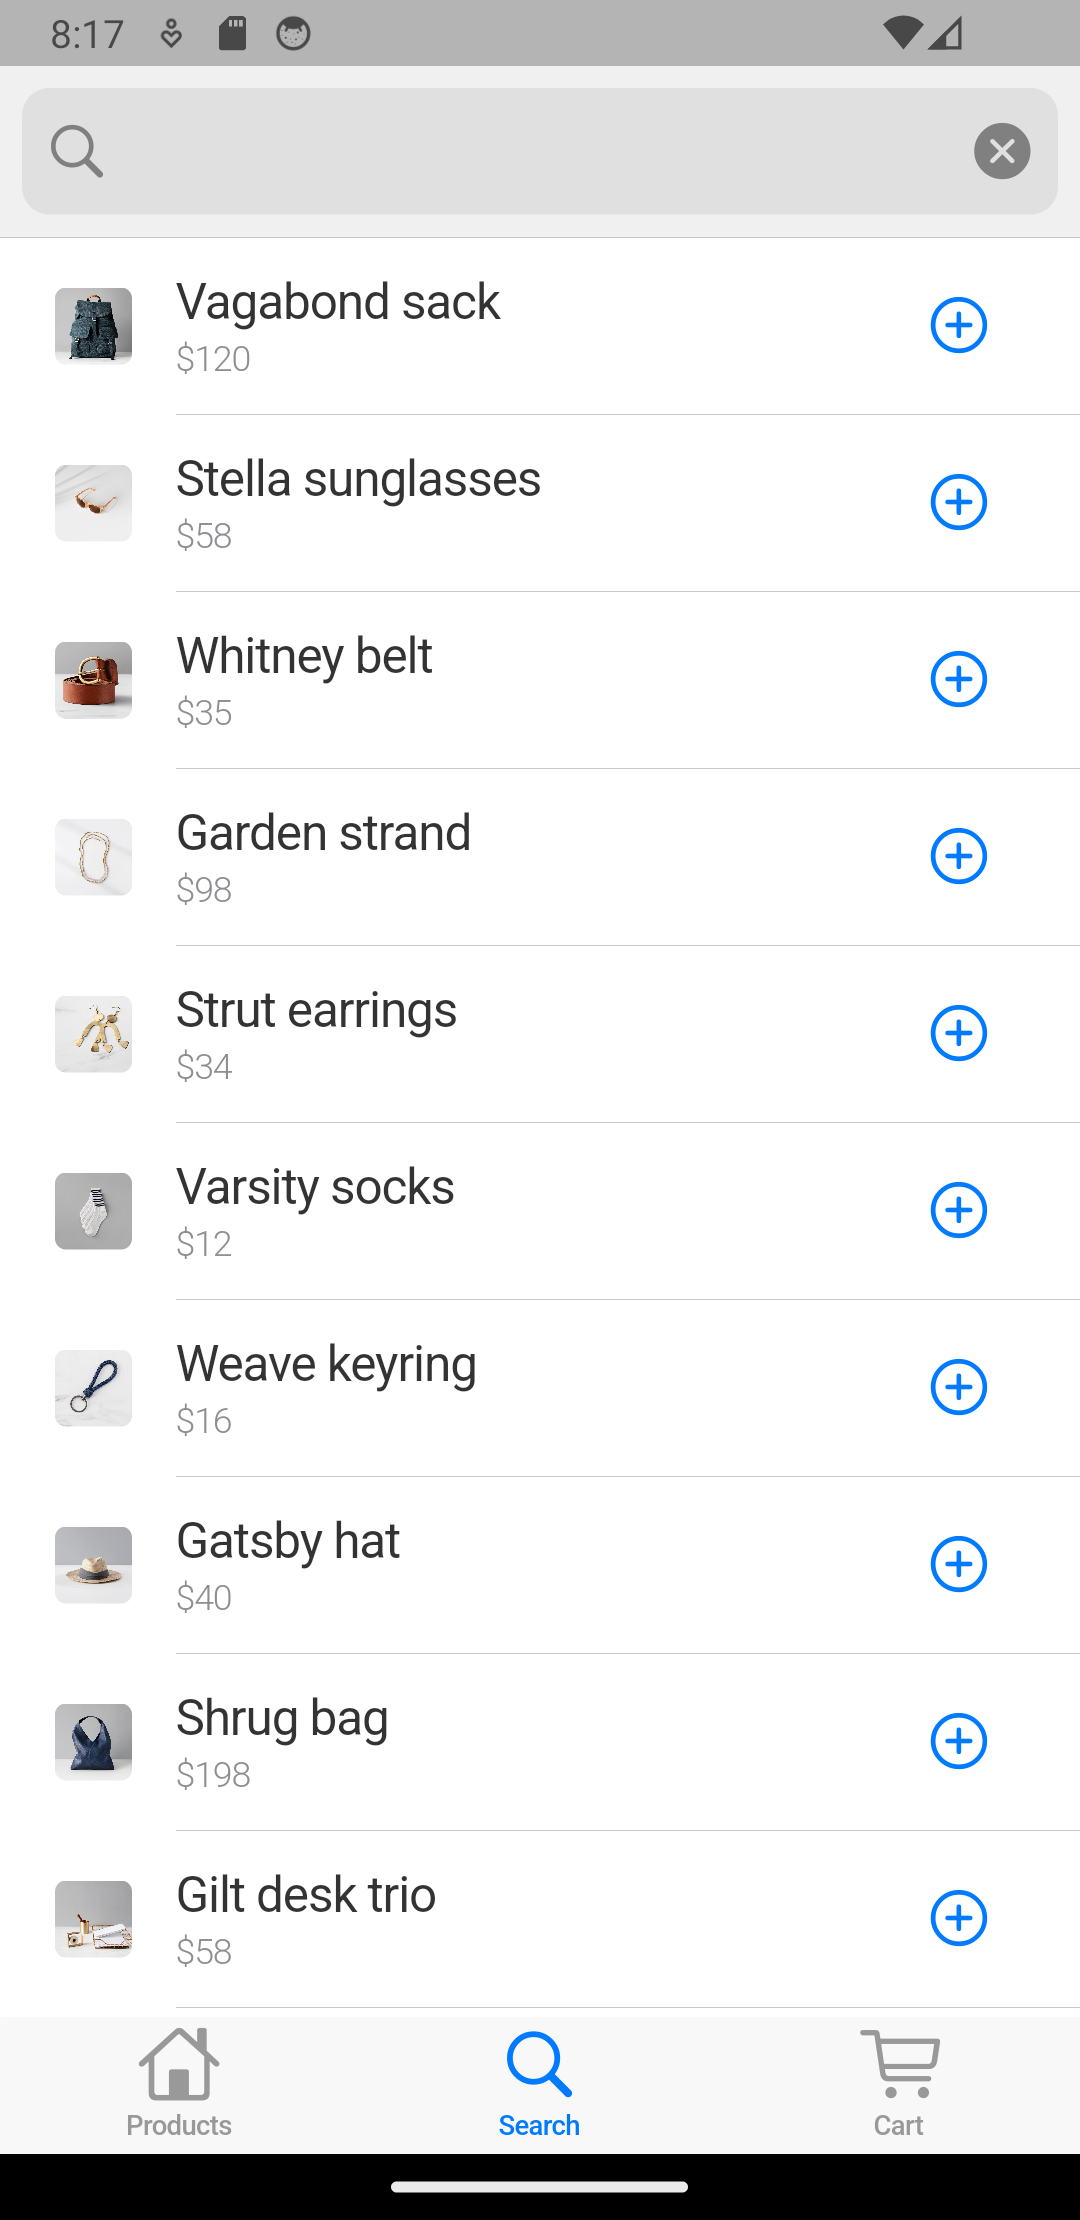 8:17
Vagabond sack
$120
Stella sunglasses
$58
Whitney belt
$35
Garden strand
$98
Strut earrings
$34
Varsity socks
$12
Weave keyring
$16
Gatsby hat
$40
Shrug bag
$198
Gilt desk trio
$58
Products
Search
Cart